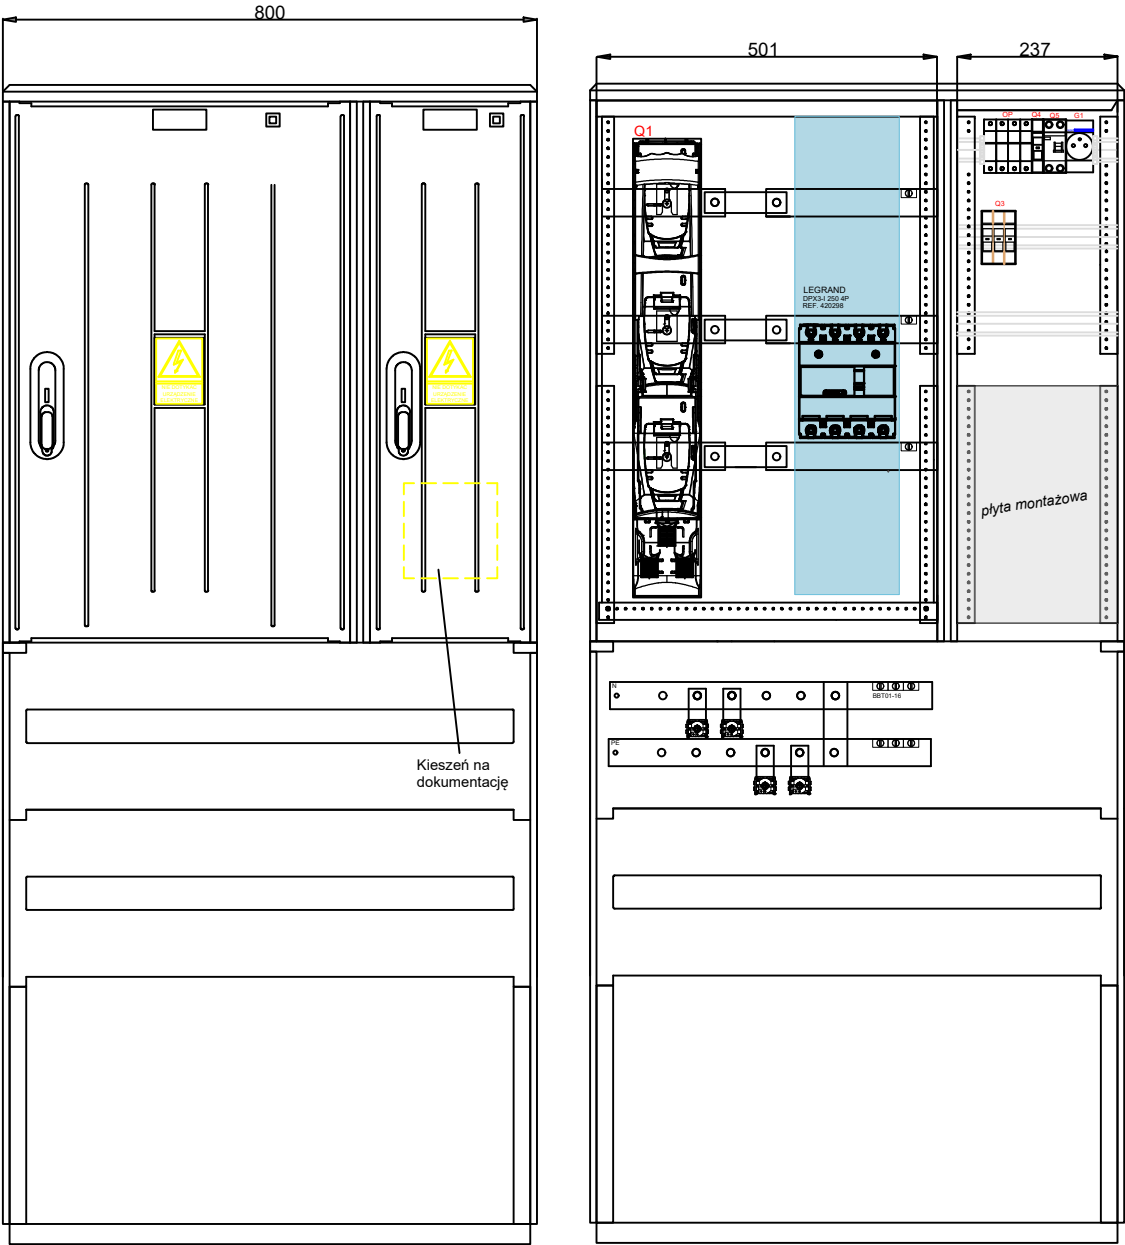 800
501
237
Q1
OP
Q4
Q5
G1
Q3
LEGRAND
DPX3-I 250 4P
REF. 420298
płyta montażowa
N
BBT01-16
PE
Kieszeń na
dokumentację